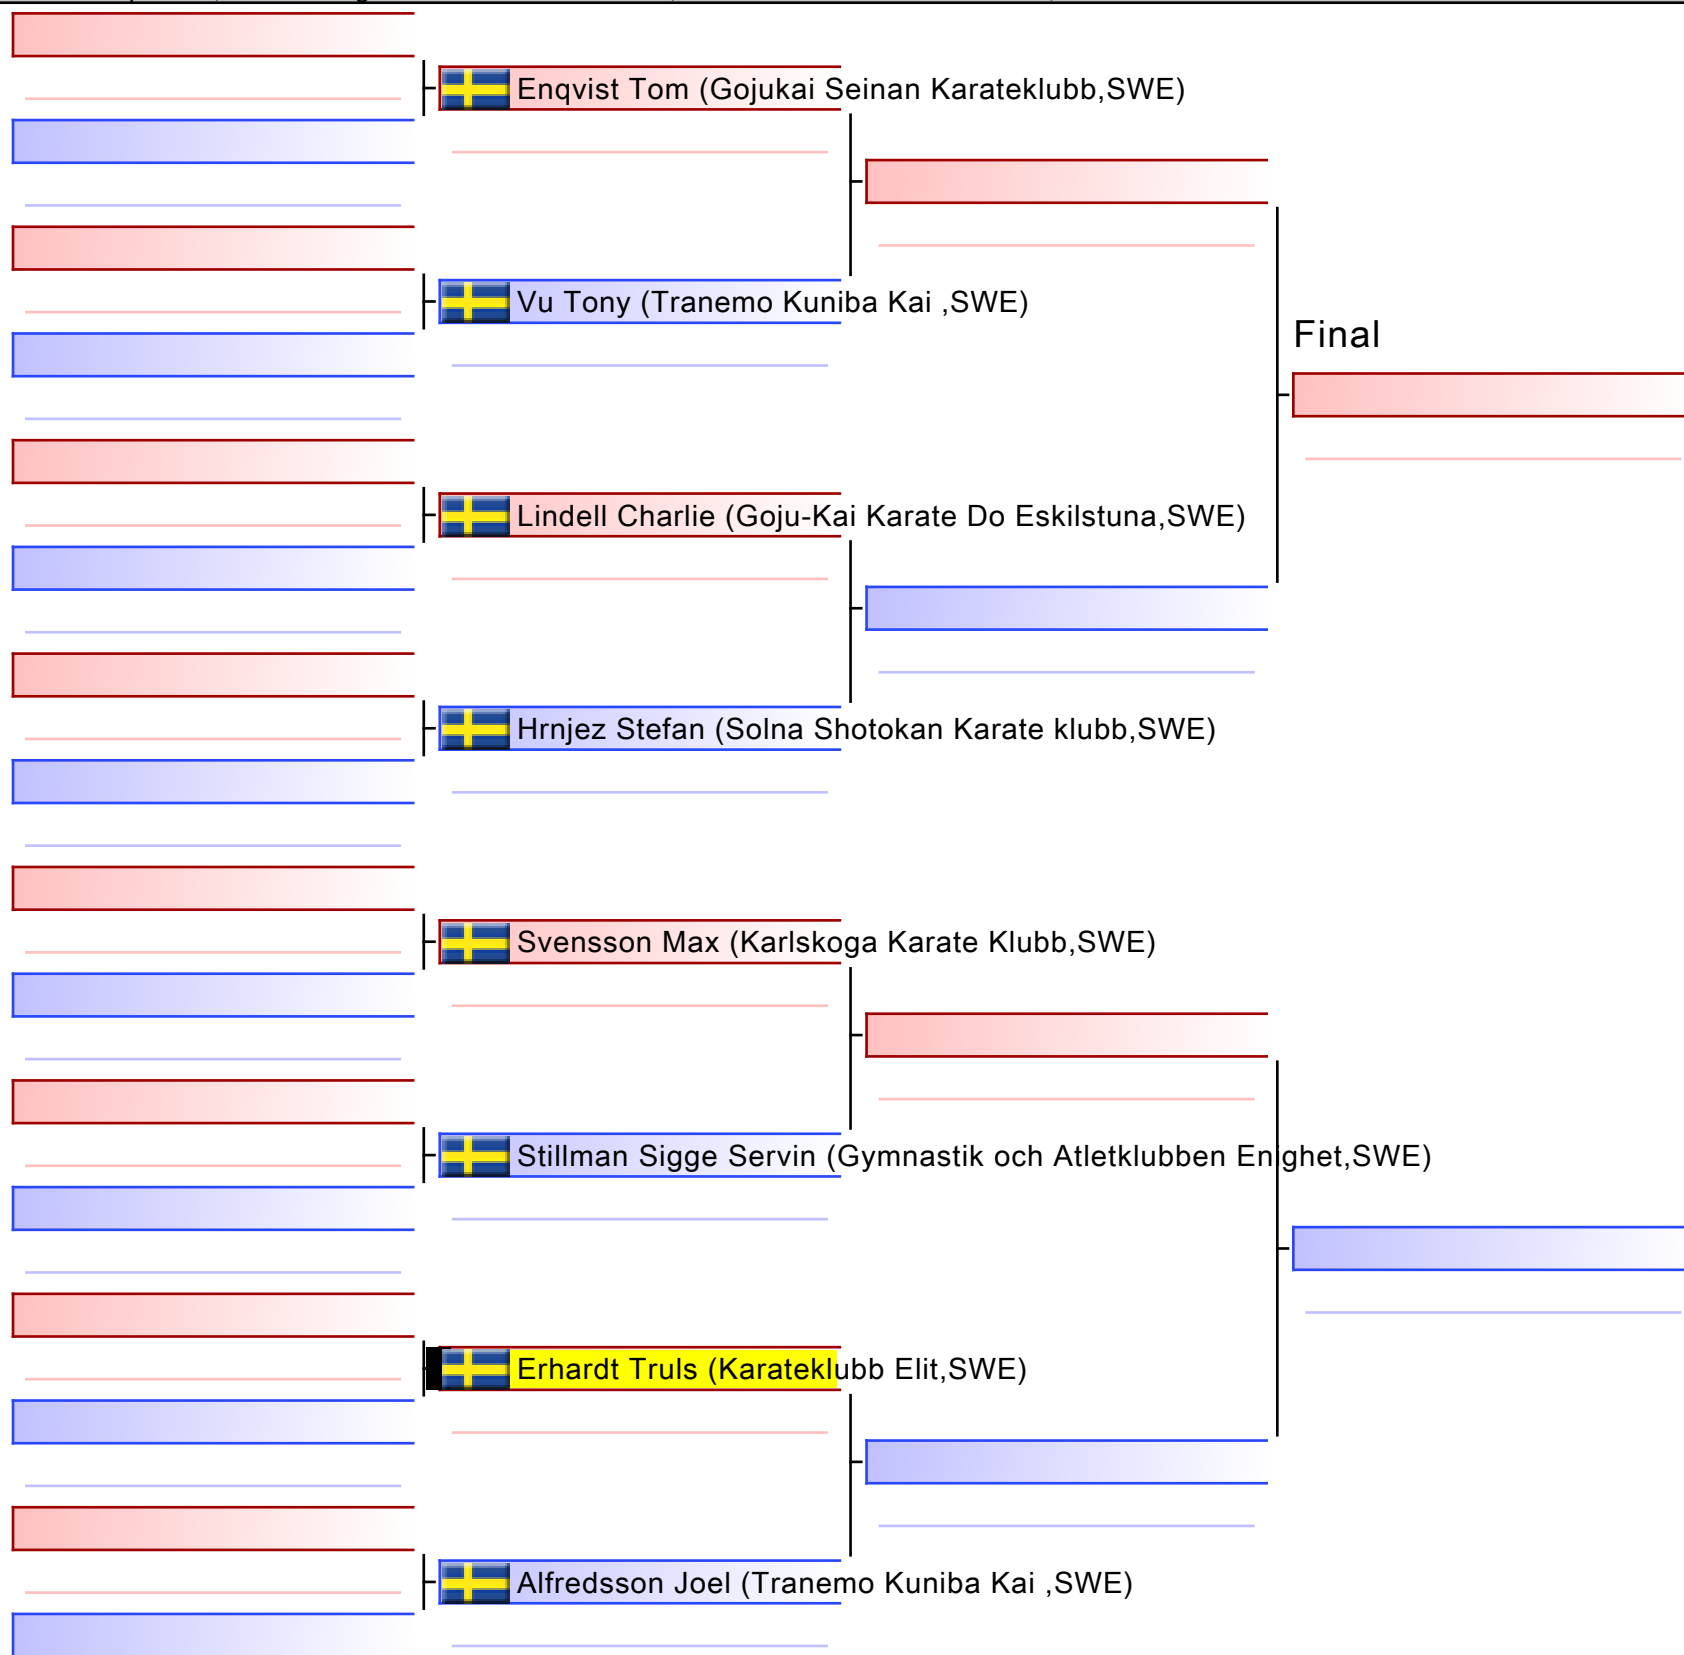 Enqvist Tom (Gojukai Seinan Karateklubb,SWE)
Vu Tony (Tranemo Kuniba Kai ,SWE)
Final
Lindell Charlie (Goju-Kai Karate Do Eskilstuna,SWE)
Hrnjez Stefan (Solna Shotokan Karate klubb,SWE)
Svensson Max (Karlskoga Karate Klubb,SWE)
Stillman Sigge Servin (Gymnastik och Atletklubben Enighet,SWE)
Erhardt Truls (Karateklubb Elit,SWE)
Alfredsson Joel (Tranemo Kuniba Kai ,SWE)